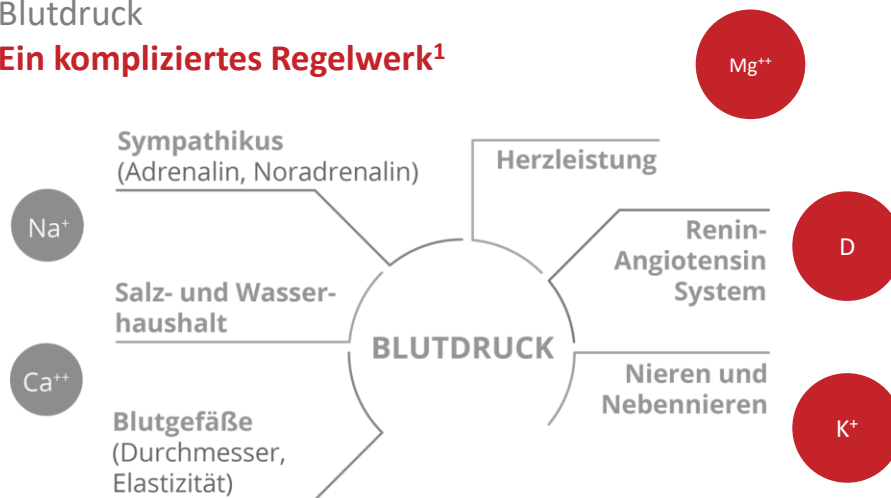 Blutdruck
Ein kompliziertes Regelwerk¹
Mg⁺⁺
Sympathikus
(Adrenalin, Noradrenalin)
Herzleistung
Na⁺
Renin-
Angiotensin
System
D
Salz- und Wasser-
haushalt
BLUTDRUCK
Ca⁺⁺
Nieren und
Nebennieren
K⁺
Blutgefäße
(Durchmesser,
Elastizität)